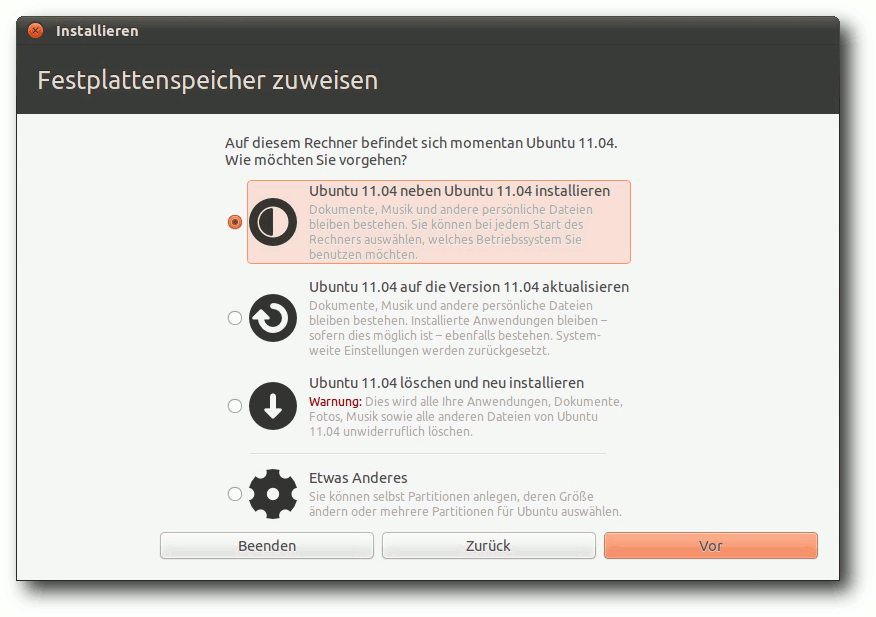 Installieren
Festplattenspeicher zuweisen
Auf diesem Rechner befindet sich momentan Ubuntu 11.04.
Wie möchten Sie vorgehen?
Ubuntu 11.04 neben Ubuntu 11.04 installieren
Dokumente, Musik und andere persönliche Dateien
bleiben bestehen. Sie können bei jedem Start des
Rechners auswählen, welches Betriebssystem Sie
benutzen möchten.
Ubuntu 11.04 auf die Version 11.04 aktualisieren
Dokumente, Musik und andere persönliche Dateien
bleiben bestehen. Installierte Anwendungen bleiben –
sofern dies möglich ist – ebenfalls bestehen. System-
weite Einstellungen werden zurückgesetzt.
Ubuntu 11.04 löschen und neu installieren
Warnung: Dies wird alle Ihre Anwendungen, Dokumente,
Fotos, Musik sowie alle anderen Dateien von Ubuntu
11.04 unwiderruflich löschen.
Etwas Anderes
Sie können selbst Partitionen anlegen, deren Größe
ändern oder mehrere Partitionen für Ubuntu auswählen.
Beenden
Zurück
Vor